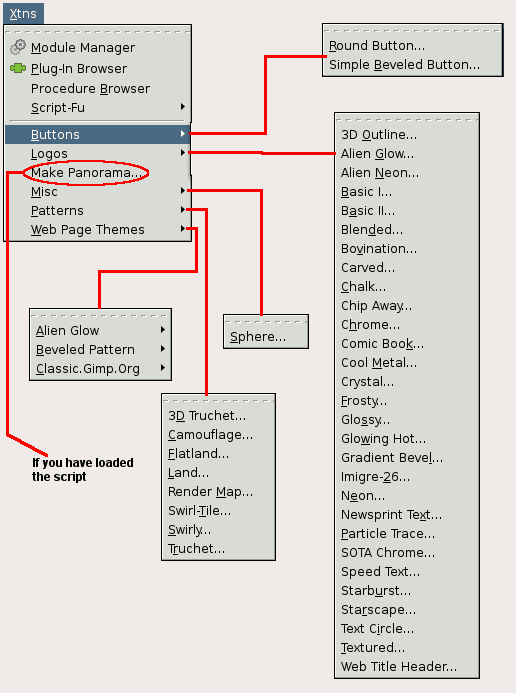 Xtns
Module Manager
Plug-In Browser
Procedure Browser
Script-Fu
Buttons
Logos
Make Panorama...
Misc
Patterns
Web Page Themes
Round Button...
Simple Beveled Button...
3D Outline...
Alien Glow...
Alien Neon...
Basic I...
Basic II...
Blended...
Bovination...
Carved...
Chalk...
Chip Away...
Chrome...
Comic Book...
Cool Metal...
Crystal...
Frosty...
Glossy...
Glowing Hot...
Gradient Bevel...
Imigre-26...
Neon...
Newsprint Text...
Particle Trace...
SOTA Chrome...
Speed Text...
Starburst...
Starscape...
Text Circle...
Textured...
Web Title Header...
Alien Glow
Beveled Pattern
Classic.Gimp.Org
Sphere...
3D Truchet...
Camouflage...
Flatland...
Land...
Render Map...
Swirl-Tile...
Swirly...
Truchet...
If you have loaded
the script